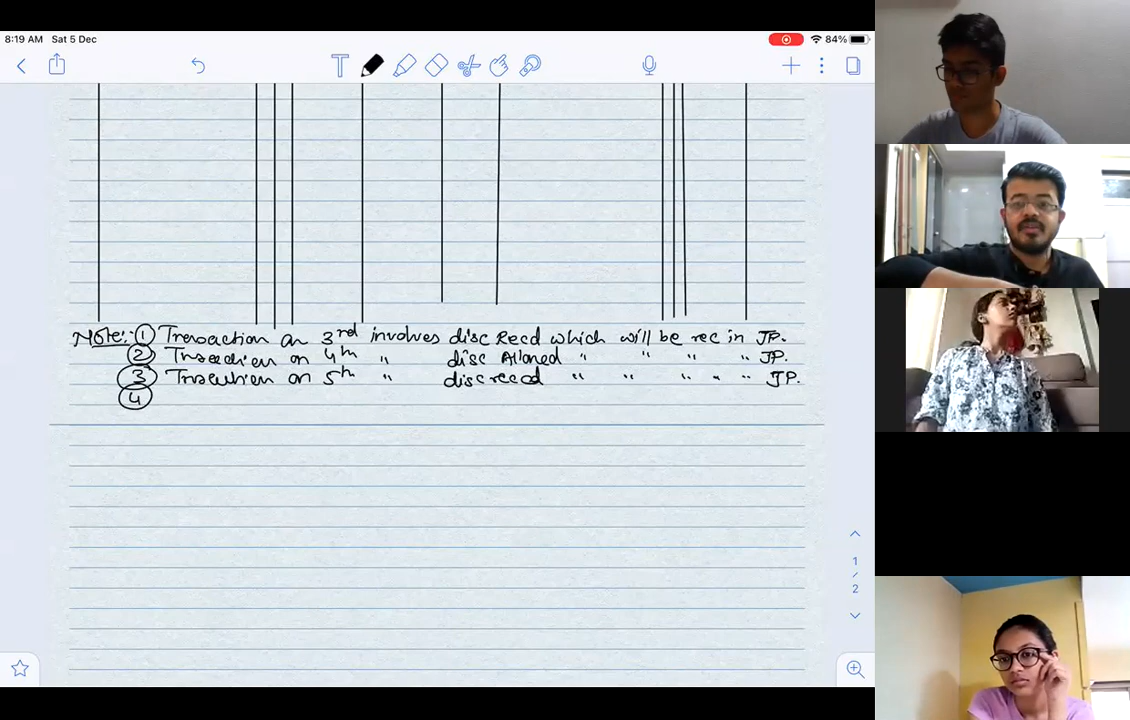 8:19 AM Sat 5 Dec
84%
T
Note:- ① Transaction on 3rd involves disc Recd which will be rec in JP.
② Transaction on 4th " disc Allowed " " " " JP.
③ Transaction on 5th " disc recd " " " " " JP.
④
1
/
2